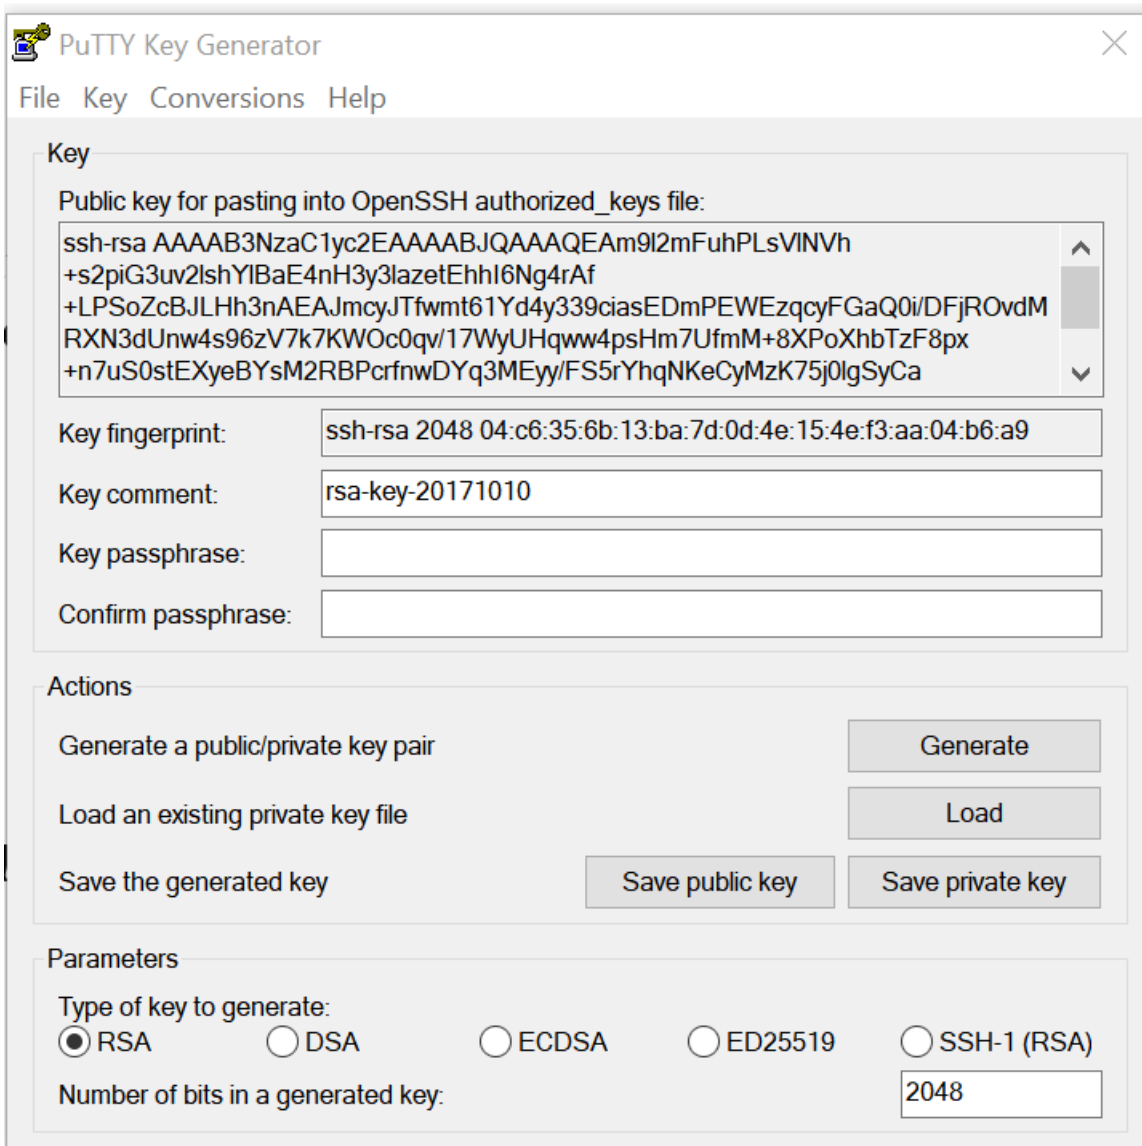 PuTTY Key Generator
File Key Conversions Help
Key
Public key for pasting into OpenSSH authorized_keys file:
ssh-rsa AAAAB3NzaC1yc2EAAAABJQAAAQEAm9l2mFuhPLsVlNVh
+s2piG3uv2lshYlBaE4nH3y3lazetEhhI6Ng4rAf
+LPSoZcBJLHh3nAEAJmcyJTfwmt61Yd4y339ciasEDmPEWEzqcyFGaQ0i/DFjROvdM
RXN3dUnw4s96zV7k7KWOc0qv/17WyUHqww4psHm7UfmM+8XPoXhbTzF8px
+n7uS0stEXyeBYsM2RBPcrfnwDYq3MEyy/FS5rYhqNKeCyMzK75j0lgSyCa
Key fingerprint: ssh-rsa 2048 04:c6:35:6b:13:ba:7d:0d:4e:15:4e:f3:aa:04:b6:a9
Key comment: rsa-key-20171010
Key passphrase:
Confirm passphrase:
Actions
Generate a public/private key pair Generate
Load an existing private key file Load
Save the generated key Save public key Save private key
Parameters
Type of key to generate:
RSA DSA ECDSA ED25519 SSH-1 (RSA)
Number of bits in a generated key: 2048